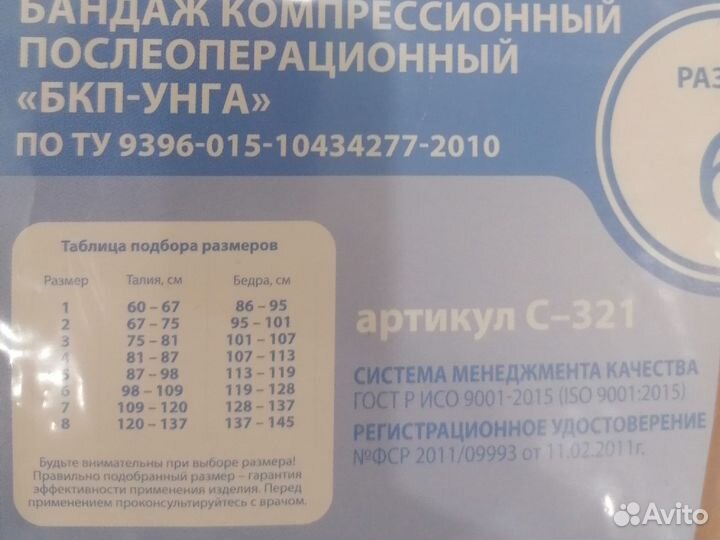 БАНДАЖ КОМПРЕССИОННЫЙ
ПОСЛЕОПЕРАЦИОННЫЙ
«БКП-УНГА»
ПО ТУ 9396-015-10434277-2010
РАЗ
6
Таблица подбора размеров
Размер Талия, см Бедра, см
1 60 – 67 86 – 95
2 67 – 75 95 – 101
3 75 – 81 101 – 107
4 81 – 87 107 – 113
5 87 – 98 113 – 119
6 98 – 109 119 – 128
7 109 – 120 128 – 137
8 120 – 137 137 – 145
Будьте внимательны при выборе размера!
Правильно подобранный размер – гарантия
эффективности применения изделия. Перед
применением проконсультируйтесь с врачом.
артикул С–321
СИСТЕМА МЕНЕДЖМЕНТА КАЧЕСТВА
ГОСТ Р ИСО 9001-2015 (ISO 9001:2015)
РЕГИСТРАЦИОННОЕ УДОСТОВЕРЕНИЕ
№ФСР 2011/09993 от 11.02.2011г.
Avito